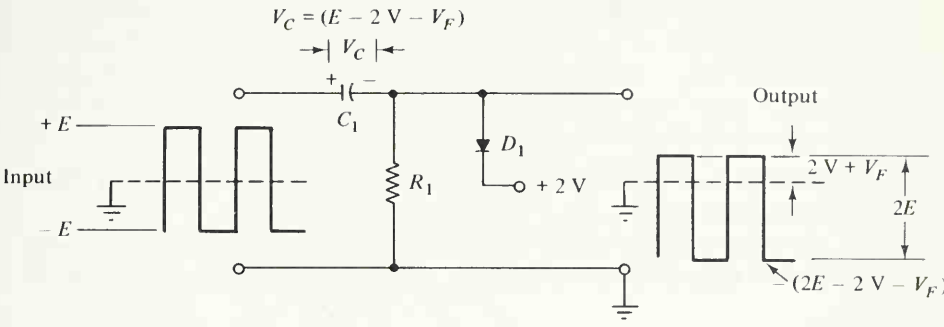 V_C = (E − 2 V − V_F)
V_C
+ −
C_1
Output
+ E
D_1
2 V + V_F
Input
R_1
+ 2 V
2E
− E
− (2E − 2 V − V_F)